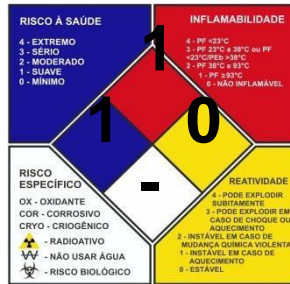 RISCO À SAÚDE
4 - EXTREMO
3 - SÉRIO
2 - MODERADO
1 - SUAVE
0 - MÍNIMO
INFLAMABILIDADE
4 - PF <23°C
3 - PF 23°C a 38°C ou PF
<23°C/PEb >38°C
2 - PF 38°C e 93°C
1 - PF ≥93°C
0 - NÃO INFLAMÁVEL
1
1
0
-
RISCO
ESPECÍFICO
OX - OXIDANTE
COR - CORROSIVO
CRYO - CRIOGÊNICO
- RADIOATIVO
W - NÃO USAR ÁGUA
- RISCO BIOLÓGICO
REATIVIDADE
4 - PODE EXPLODIR
SUBITAMENTE
3 - PODE EXPLODIR EM
CASO DE CHOQUE OU
AQUECIMENTO
2 - INSTÁVEL EM CASO DE
MUDANÇA QUÍMICA VIOLENTA
1 - INSTÁVEL EM CASO DE
AQUECIMENTO
0 - ESTÁVEL